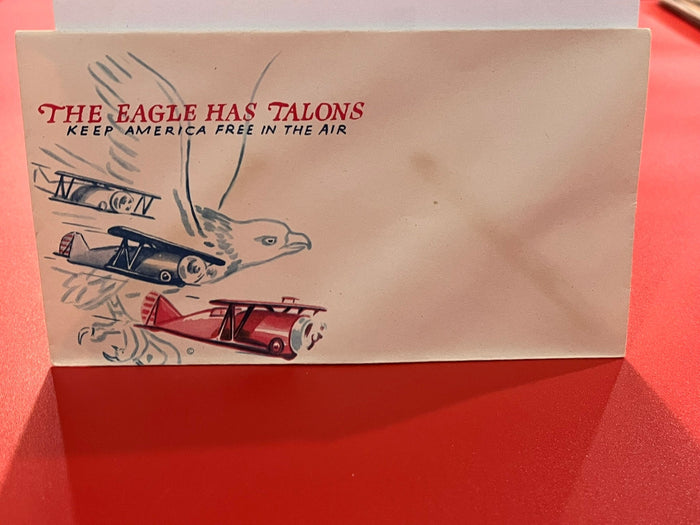 THE EAGLE HAS TALONS
KEEP AMERICA FREE IN THE AIR
©